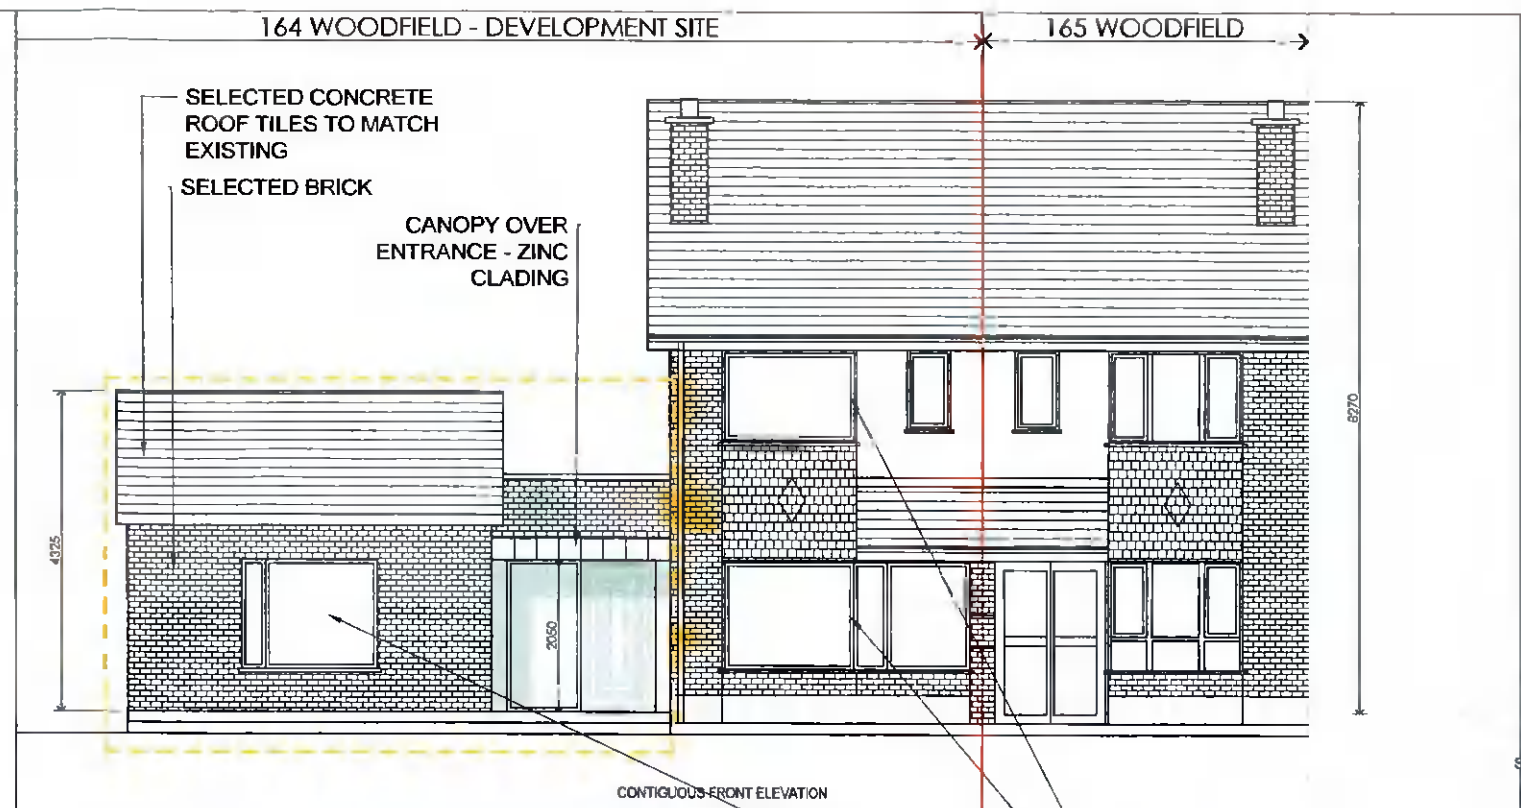 164 WOODFIELD - DEVELOPMENT SITE
165 WOODFIELD
SELECTED CONCRETE
ROOF TILES TO MATCH
EXISTING
SELECTED BRICK
CANOPY OVER
ENTRANCE - ZINC
CLADING
4325
2050
8270
CONTIGUOUS FRONT ELEVATION